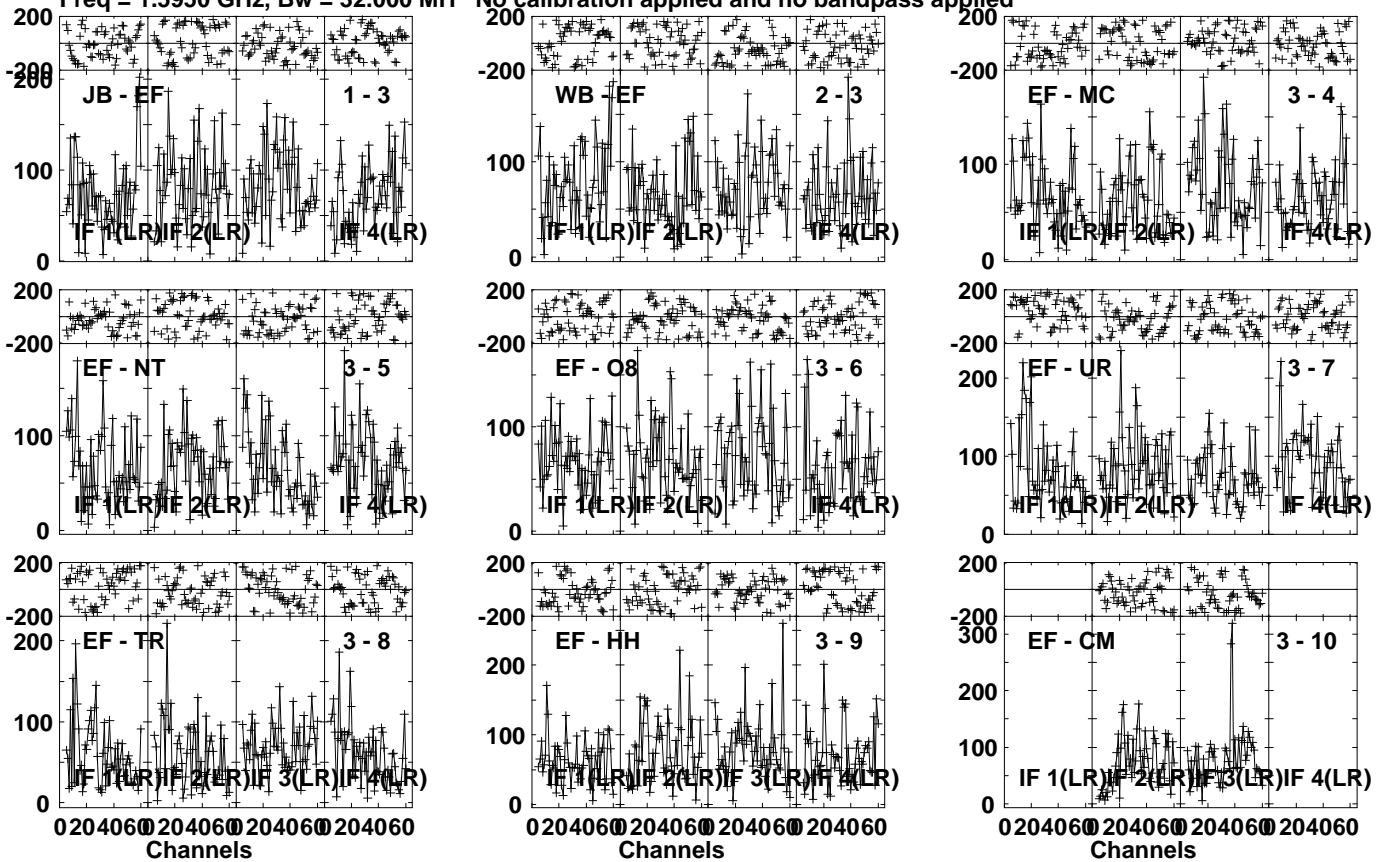 Freq = 1.5950 GHz, Bw = 32.000 MH No calibration applied and no bandpass applied
200
-200
200
JB - EF 1 - 3
100
IF 1(LR) IF 2(LR) IF 4(LR)
0
200
-200
WB - EF 2 - 3
100
IF 1(LR) IF 2(LR) IF 4(LR)
0
200
-200
EF - MC 3 - 4
100
IF 1(LR) IF 2(LR) IF 4(LR)
0
200
-200
EF - NT 3 - 5
100
IF 1(LR) IF 2(LR) IF 4(LR)
0
200
-200
EF - O8 3 - 6
100
IF 1(LR) IF 2(LR) IF 4(LR)
0
200
-200
EF - UR 3 - 7
200
100
IF 1(LR) IF 2(LR) IF 4(LR)
0
200
-200
EF - TR 3 - 8
200
100
IF 1(LR) IF 2(LR) IF 3(LR) IF 4(LR)
0
0 20 40 60 0 20 40 60 0 20 40 60 0 20 40 60
Channels
200
-200
EF - HH 3 - 9
200
100
IF 1(LR) IF 2(LR) IF 3(LR) IF 4(LR)
0
0 20 40 60 0 20 40 60 0 20 40 60 0 20 40 60
Channels
200
-200
EF - CM 3 - 10
300
200
100
IF 1(LR) IF 2(LR) IF 3(LR) IF 4(LR)
0
0 20 40 60 0 20 40 60 0 20 40 60 0 20 40 60
Channels